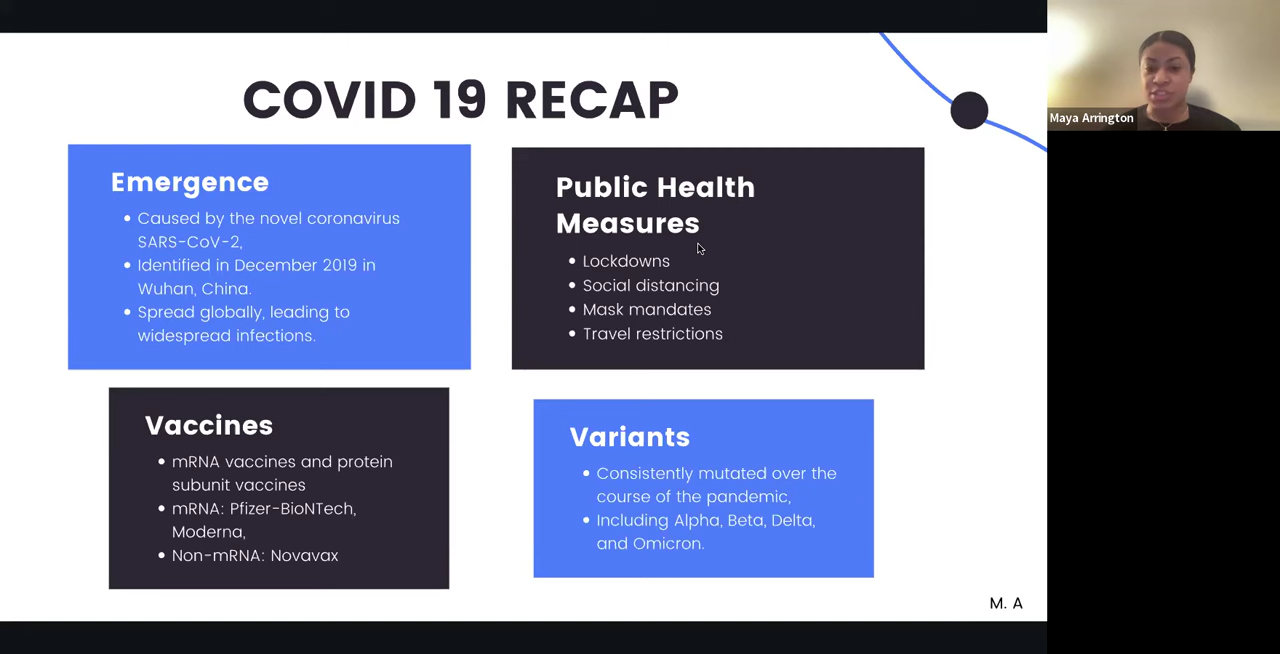 COVID 19 RECAP
Emergence
Caused by the novel coronavirus
SARS-CoV-2,
Identified in December 2019 in
Wuhan, China.
Spread globally, leading to
widespread infections.
Public Health
Measures
Lockdowns
Social distancing
Mask mandates
Travel restrictions
Vaccines
mRNA vaccines and protein
subunit vaccines
mRNA: Pfizer-BioNTech,
Moderna,
Non-mRNA: Novavax
Variants
Consistently mutated over the
course of the pandemic,
Including Alpha, Beta, Delta,
and Omicron.
M. A
Maya Arrington